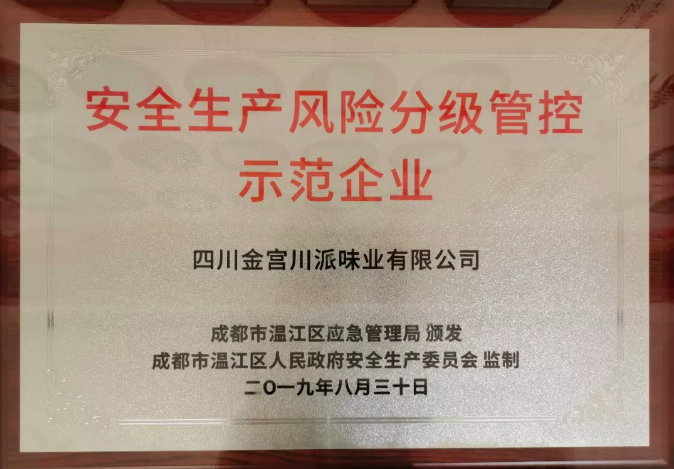 安全生产风险分级管控
示范企业
四川金宫川派味业有限公司
成都市温江区应急管理局 颁发
成都市温江区人民政府安全生产委员会 监制
二〇一九年八月三十日